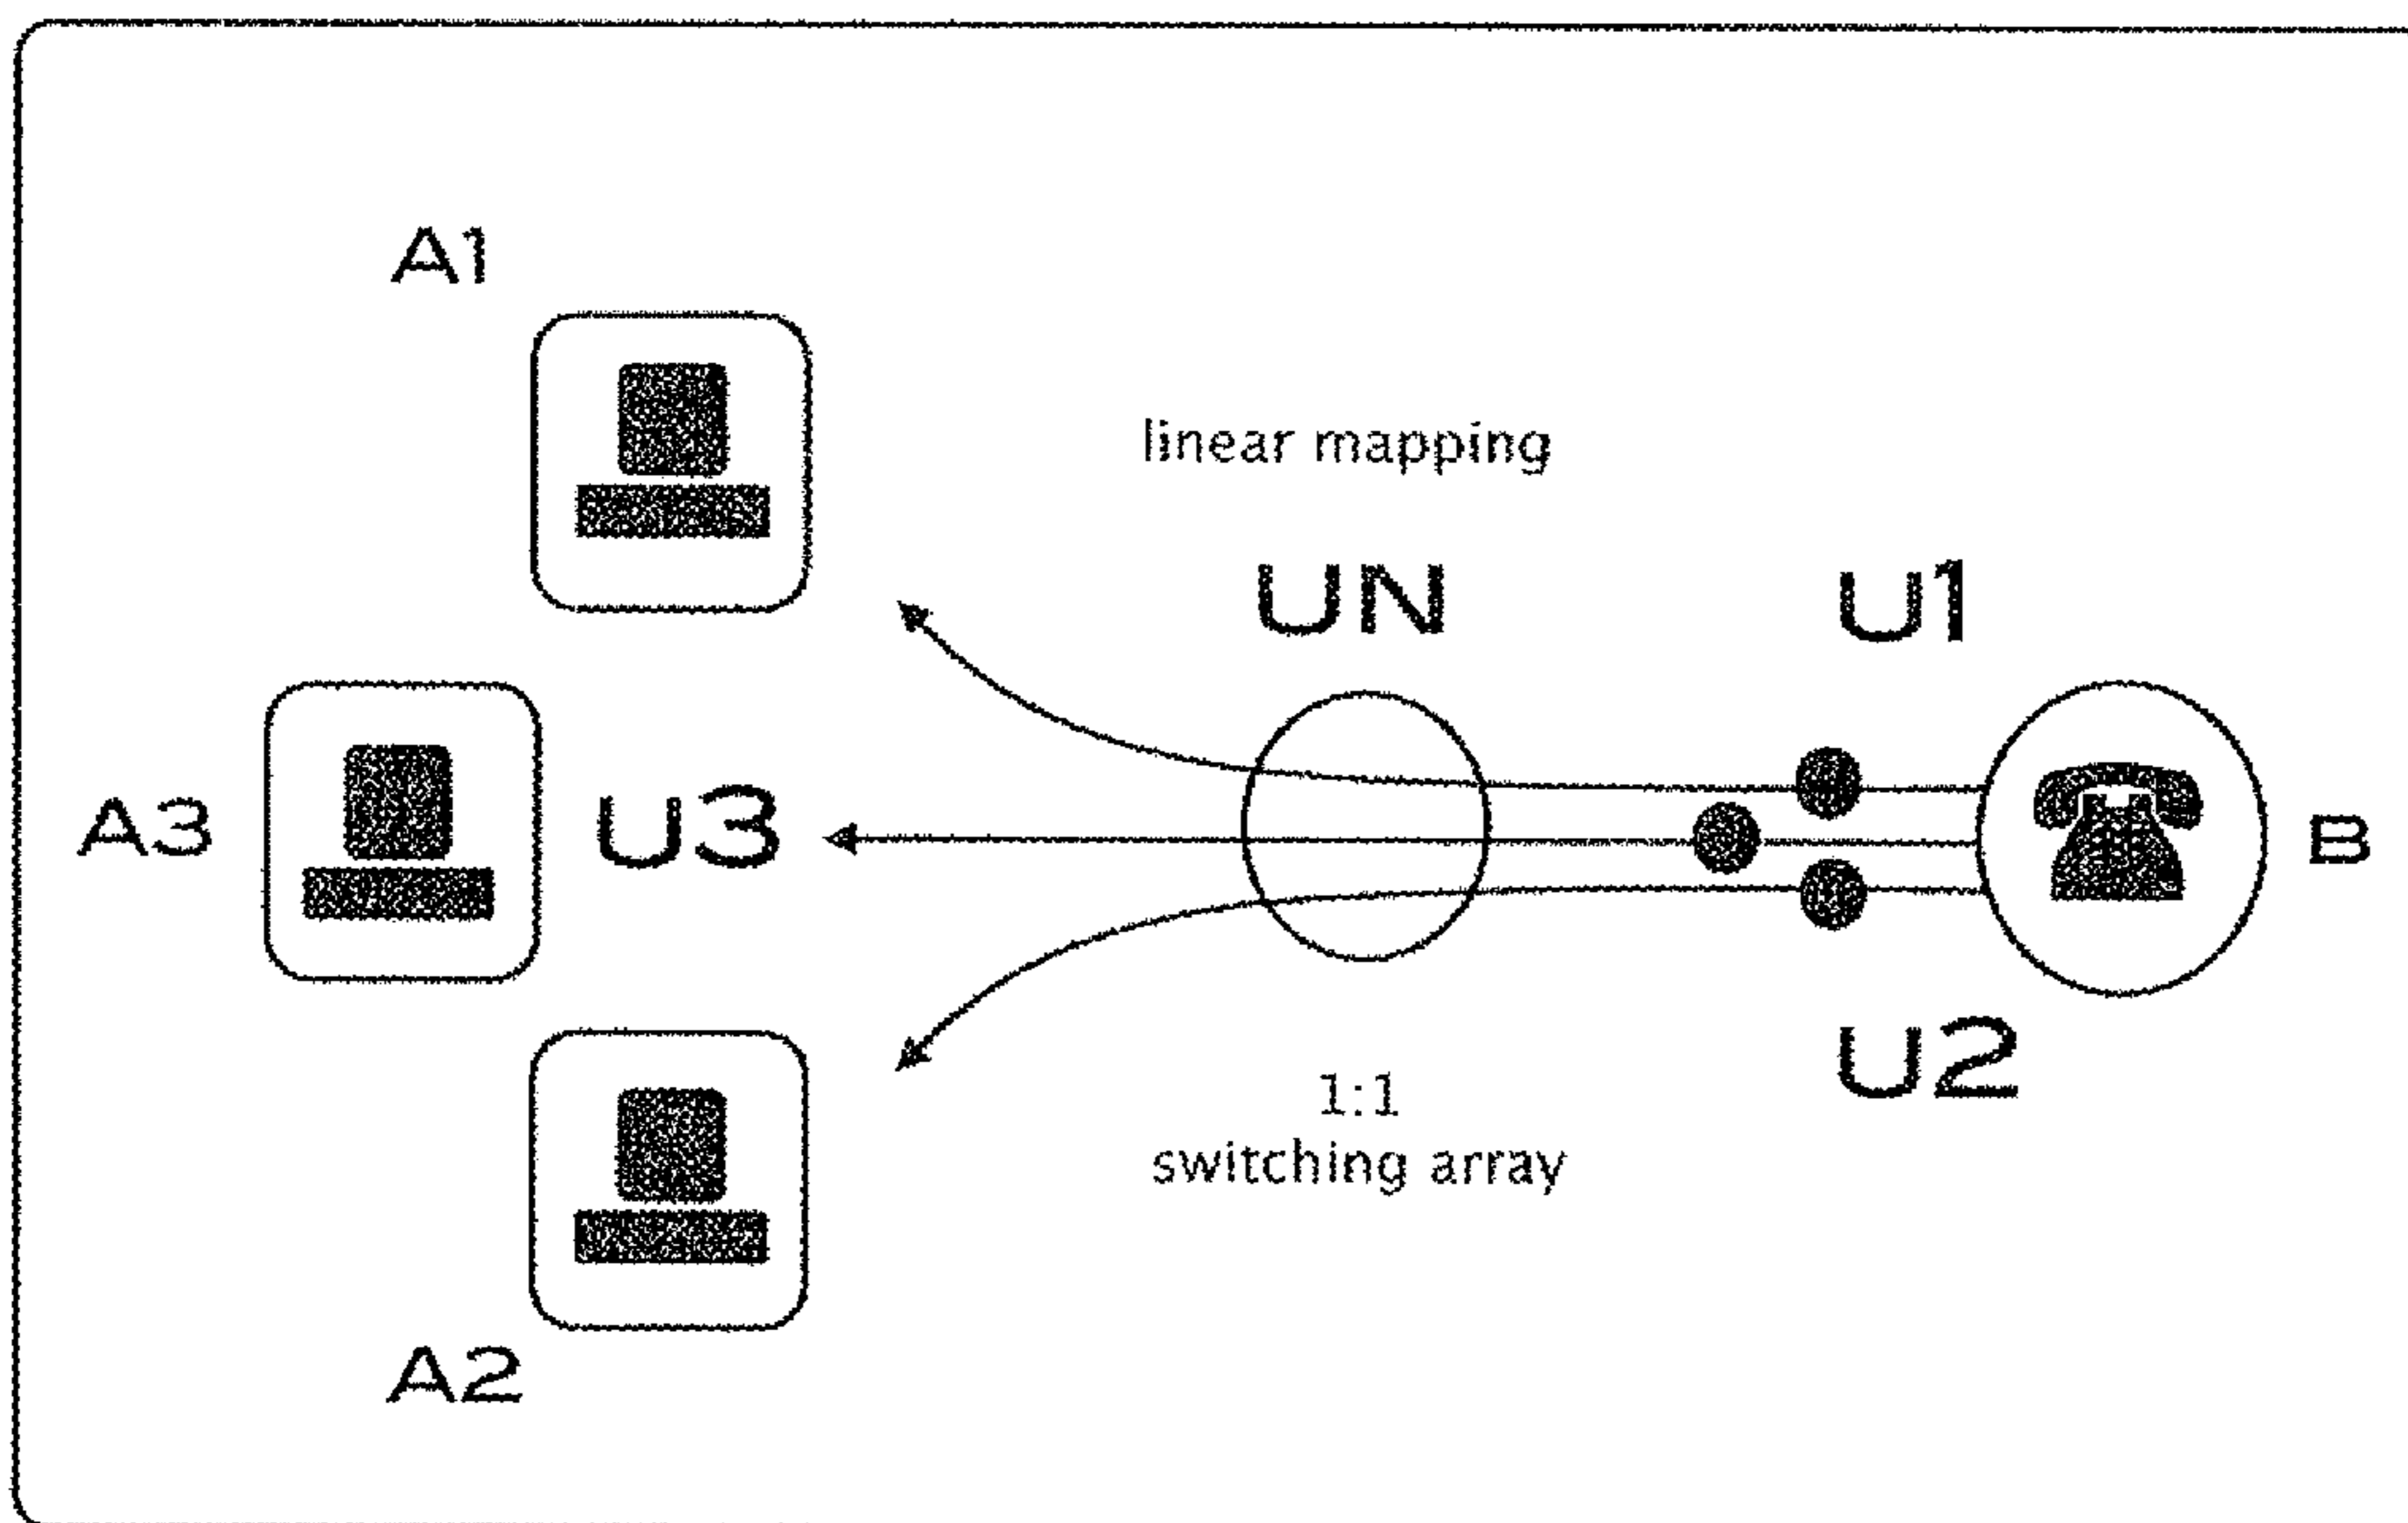 A1
linear mapping
UN
U1
A3
U3
B
U2
1:1
switching array
A2